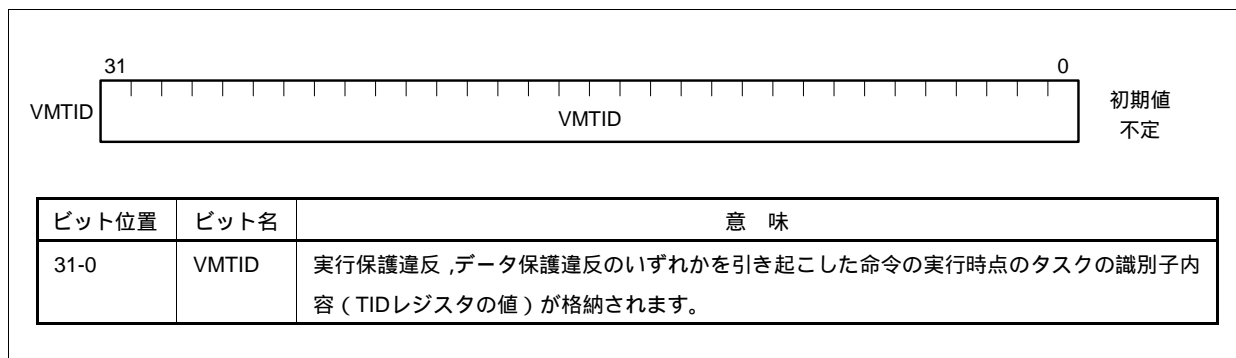 31 0
VMTID VMTID 初期値
不定
ビット位置 ビット名 意 味
31-0 VMTID 実行保護違反,データ保護違反のいずれかを引き起こした命令の実行時点のタスクの識別子内
容(TIDレジスタの値)が格納されます。